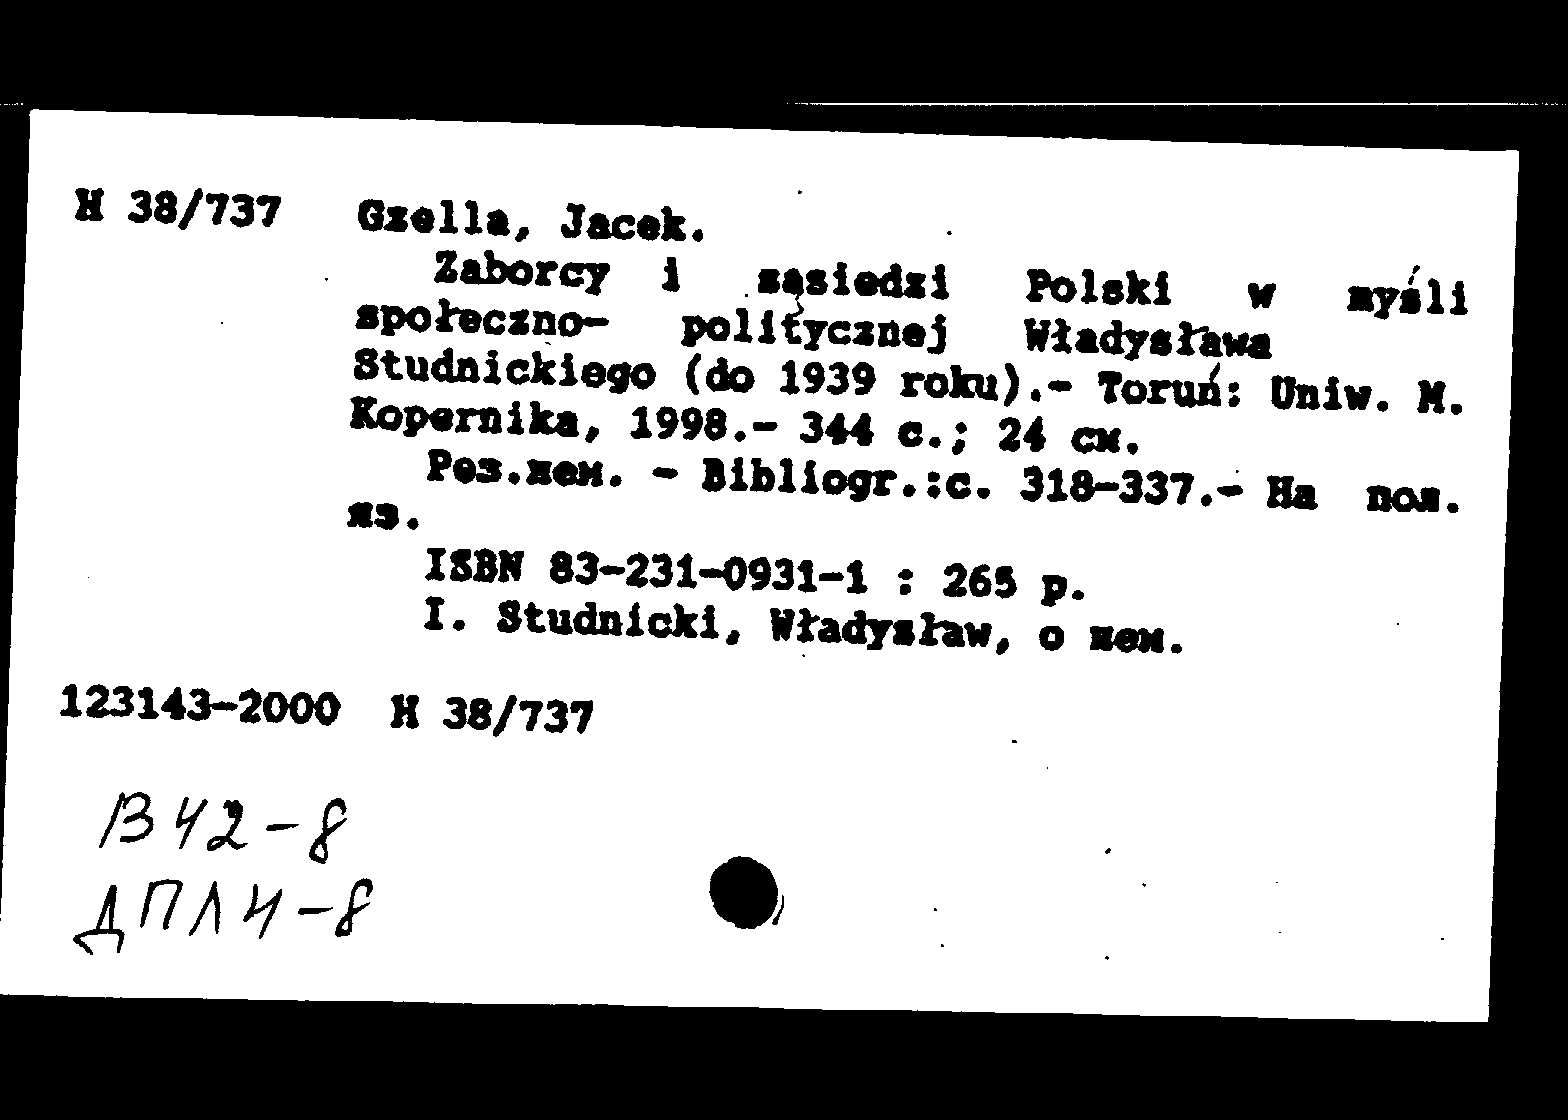 Н 38/737 Gzella, Jacek.
Zaborcy i sąsiedzi Polski w myśli
społeczno- politycznej Władysława
Studnickiego (do 1939 roku).- Toruń: Uniw. M.
Kopernika, 1998.- 344 с.; 24 см.
Рез.нем. - Bibliogr.:с. 318-337.- На пол.
яз.
ISBN 83-231-0931-1 : 265 р.
I. Studnicki, Władysław, о нем.
123143-2000 Н 38/737
В42-8
ДПЛИ-8